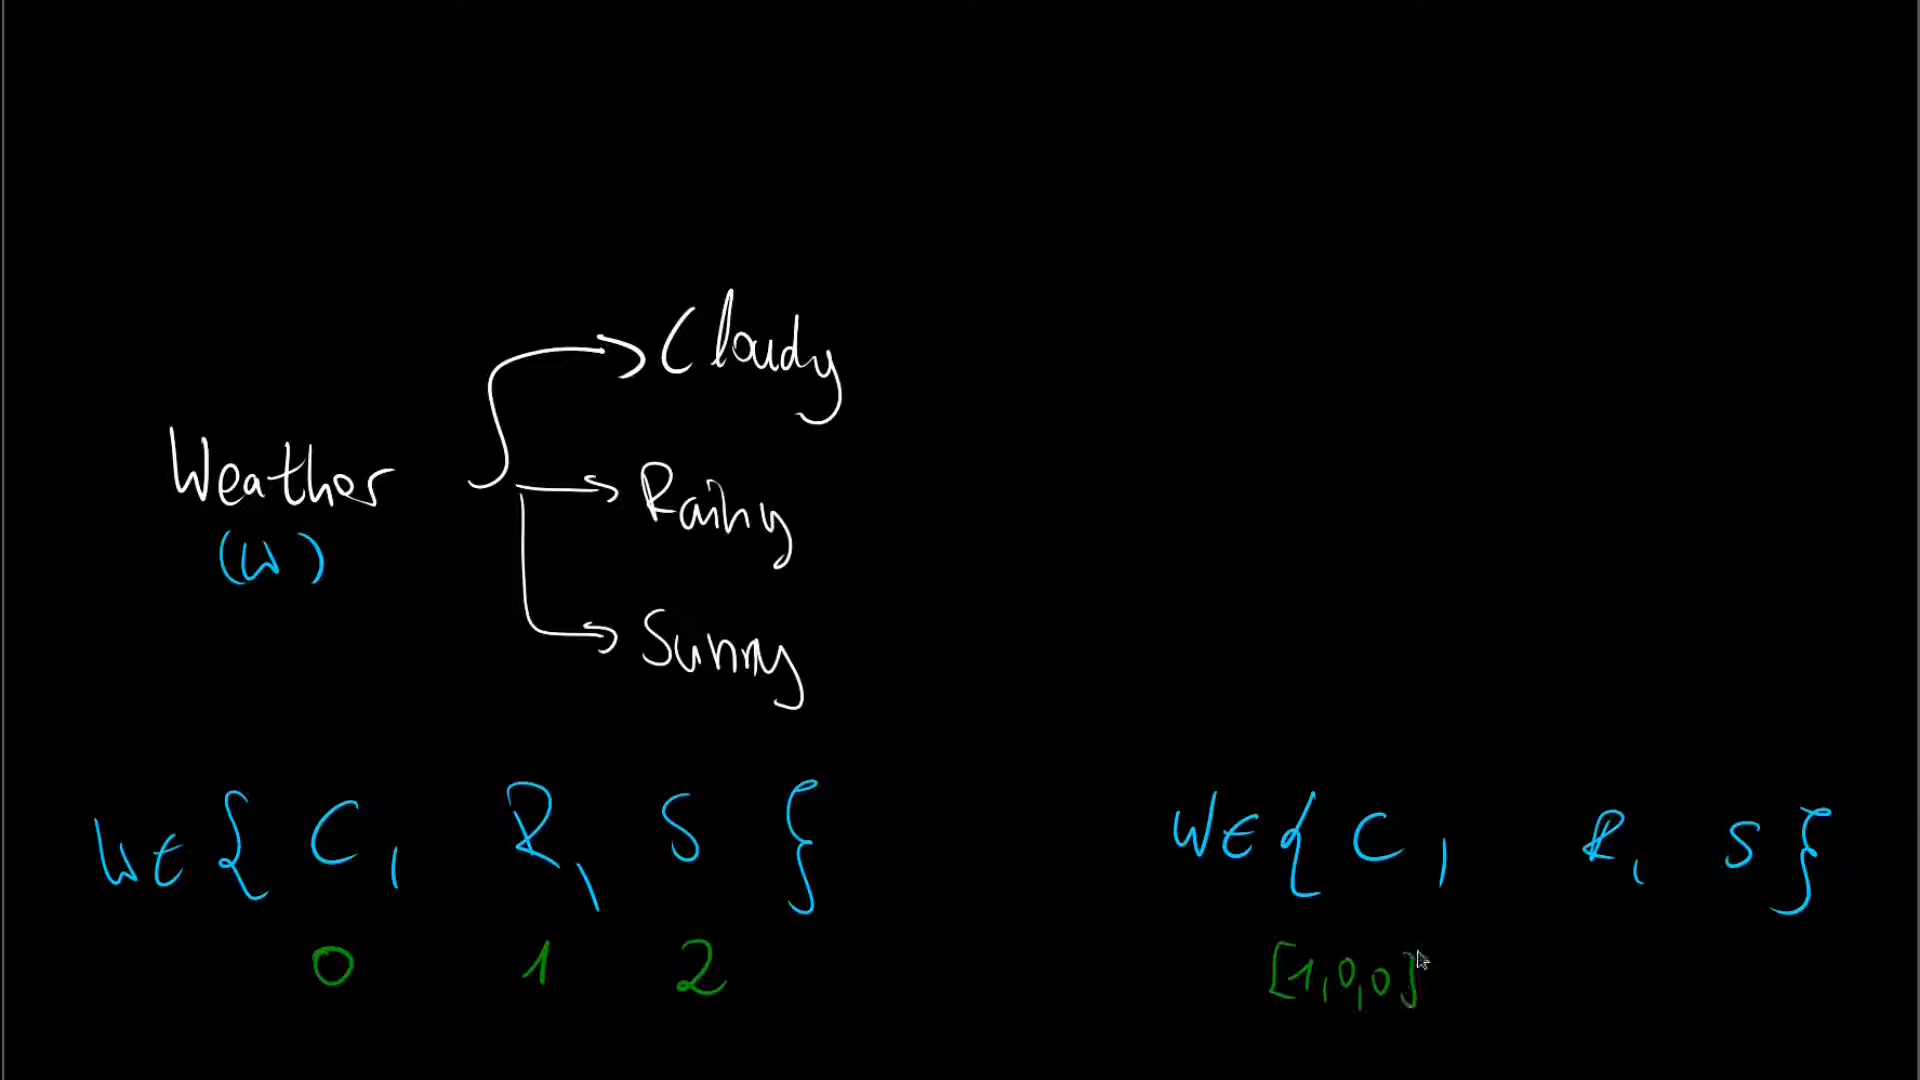 Cloudy
Weather
Rainy
(W)
Sunny
W∈{ C, R, S }
W∈{ C, R, S }
0 1 2
[1,0,0]